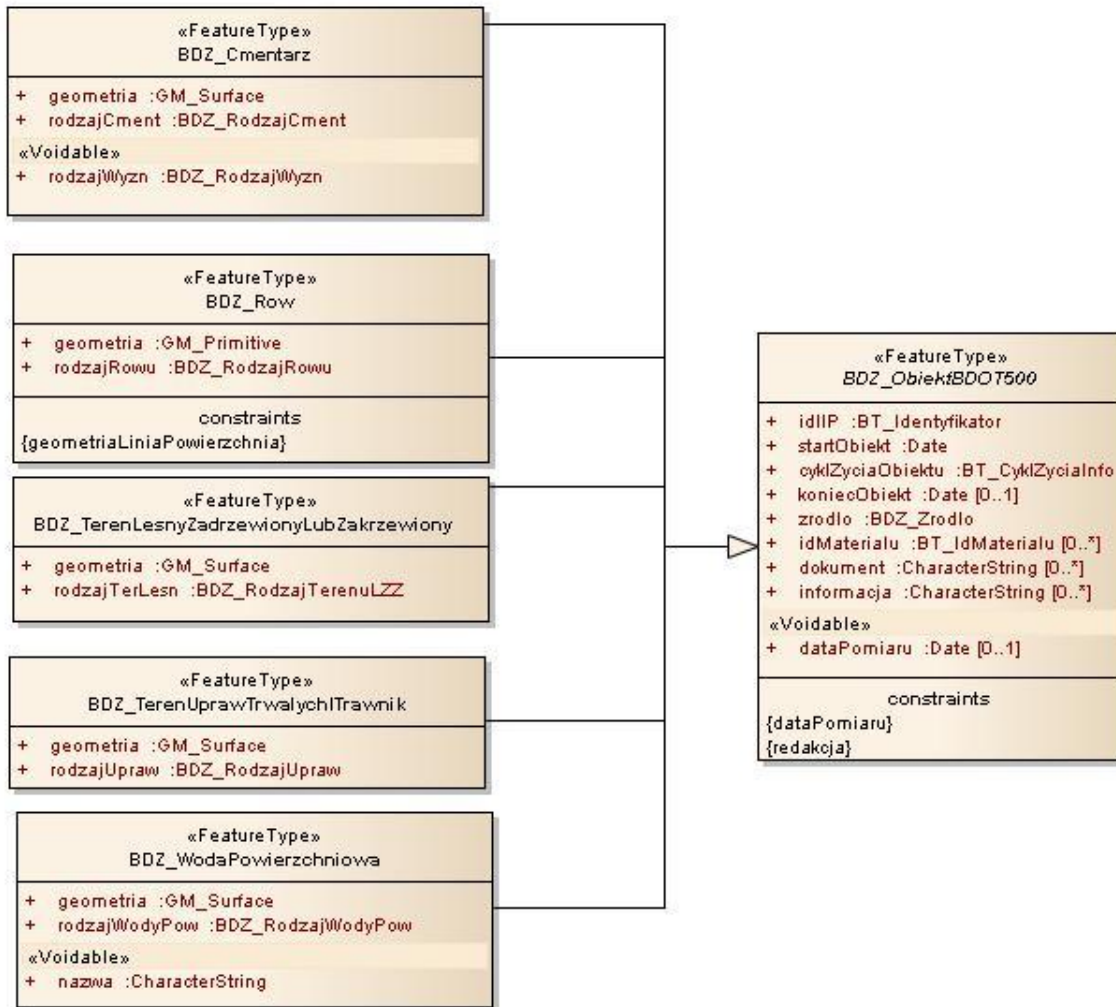 «FeatureType»
BDZ_Cmentarz
+ geometria :GM_Surface
+ rodzajCment :BDZ_RodzajCment
«Voidable»
+ rodzajWyzn :BDZ_RodzajWyzn
«FeatureType»
BDZ_Row
+ geometria :GM_Primitive
+ rodzajRowu :BDZ_RodzajRowu
constraints
{geometriaLiniaPowierzchnia}
«FeatureType»
BDZ_TerenLesnyZadrzewionyLubZakrzewiony
+ geometria :GM_Surface
+ rodzajTerLesn :BDZ_RodzajTerenuLZZ
«FeatureType»
BDZ_TerenUprawTrwalychITrawnik
+ geometria :GM_Surface
+ rodzajUpraw :BDZ_RodzajUpraw
«FeatureType»
BDZ_WodaPowierzchniowa
+ geometria :GM_Surface
+ rodzajWodyPow :BDZ_RodzajWodyPow
«Voidable»
+ nazwa :CharacterString
«FeatureType»
BDZ_ObiektBDOT500
+ idIIP :BT_Identyfikator
+ startObiekt :Date
+ cyklZyciaObiektu :BT_CyklZyciaInfo
+ koniecObiekt :Date [0..1]
+ zrodlo :BDZ_Zrodlo
+ idMaterialu :BT_IdMaterialu [0..*]
+ dokument :CharacterString [0..*]
+ informacja :CharacterString [0..*]
«Voidable»
+ dataPomiaru :Date [0..1]
constraints
{dataPomiaru}
{redakcja}